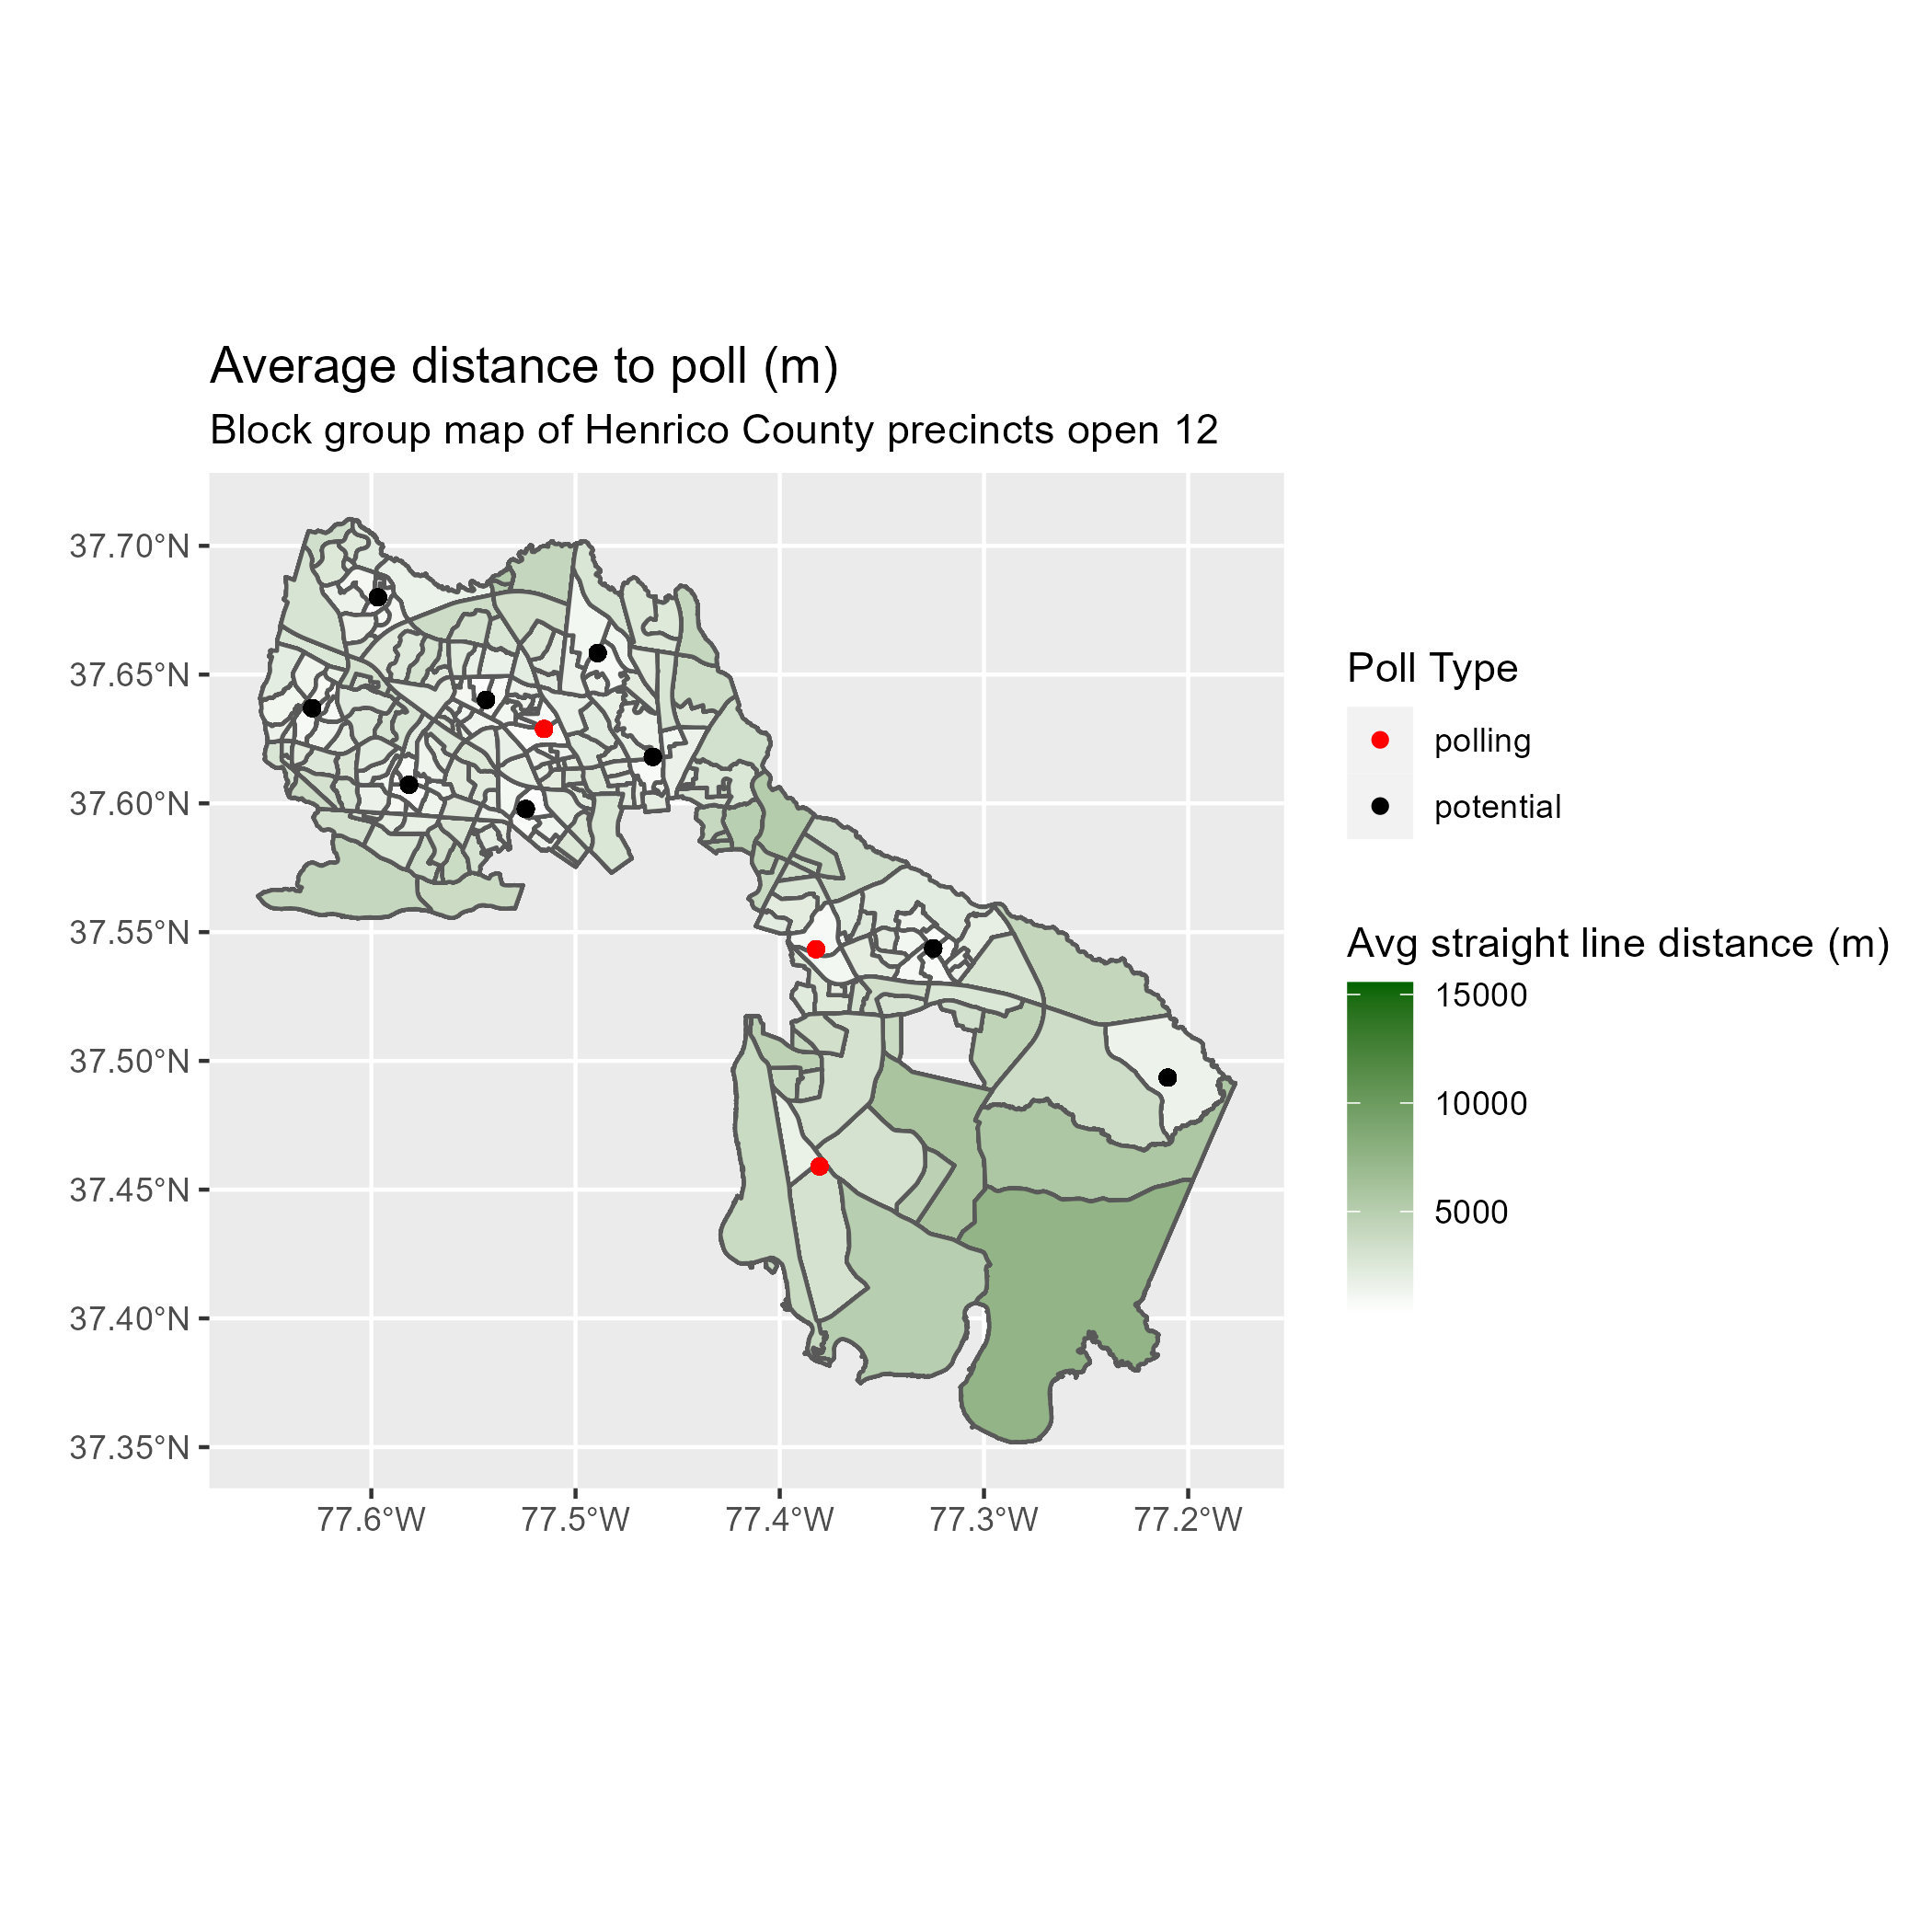 Average distance to poll (m)
Block group map of Henrico County precincts open 12
37.70°N
37.65°N
37.60°N
37.55°N
37.50°N
37.45°N
37.40°N
37.35°N
77.6°W
77.5°W
77.4°W
77.3°W
77.2°W
Poll Type
polling
potential
Avg straight line distance (m)
15000
10000
5000